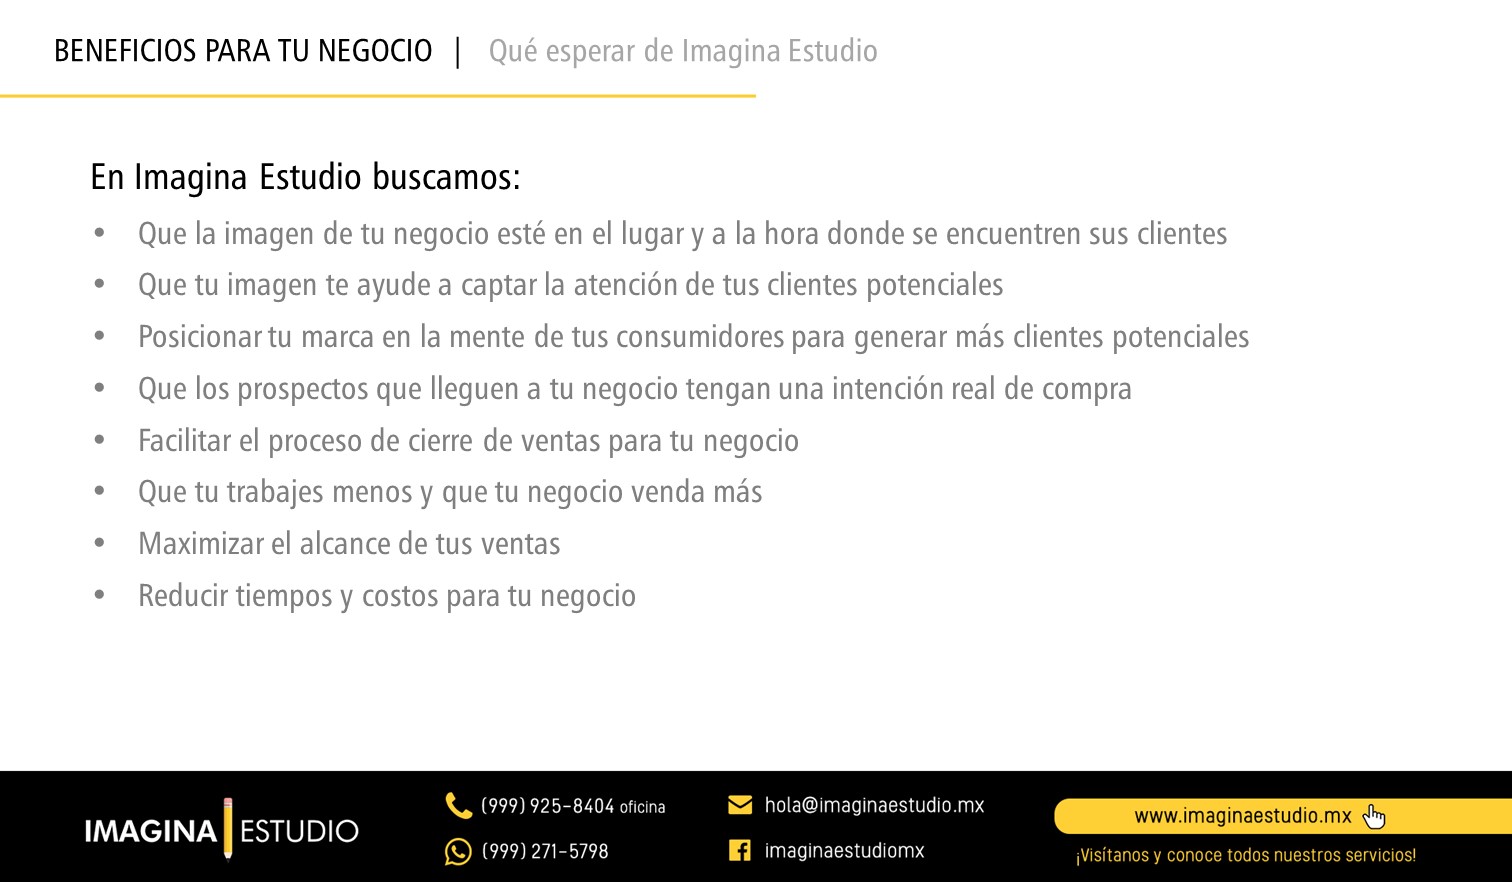 BENEFICIOS PARA TU NEGOCIO | Qué esperar de Imagina Estudio
En Imagina Estudio buscamos:
• Que la imagen de tu negocio esté en el lugar y a la hora donde se encuentren sus clientes
• Que tu imagen te ayude a captar la atención de tus clientes potenciales
• Posicionar tu marca en la mente de tus consumidores para generar más clientes potenciales
• Que los prospectos que lleguen a tu negocio tengan una intención real de compra
• Facilitar el proceso de cierre de ventas para tu negocio
• Que tu trabajes menos y que tu negocio venda más
• Maximizar el alcance de tus ventas
• Reducir tiempos y costos para tu negocio
IMAGINA ESTUDIO
(999) 925-8404 oficina
(999) 271-5798
hola@imaginaestudio.mx
imaginaestudiomx
www.imaginaestudio.mx
¡Visítanos y conoce todos nuestros servicios!